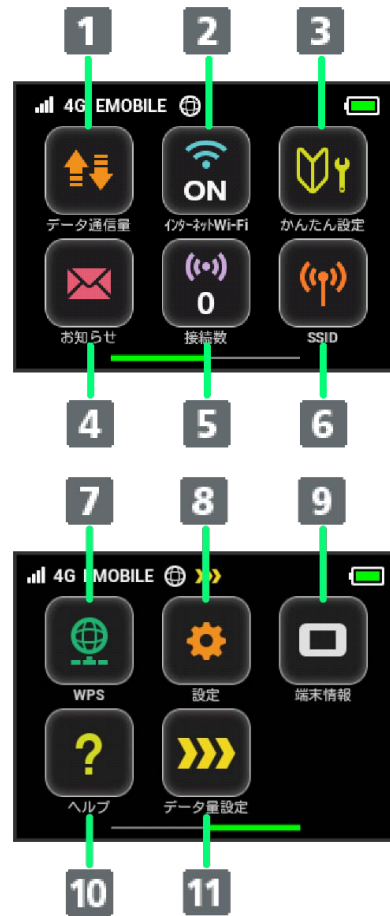 1 2 3
4G EMOBILE
ON
データ通信量 インターネットWi-Fi かんたん設定
0
お知らせ 接続数 SSID
4 5 6
7 8 9
4G EMOBILE
WPS 設定 端末情報
?
ヘルプ データ量設定
10 11